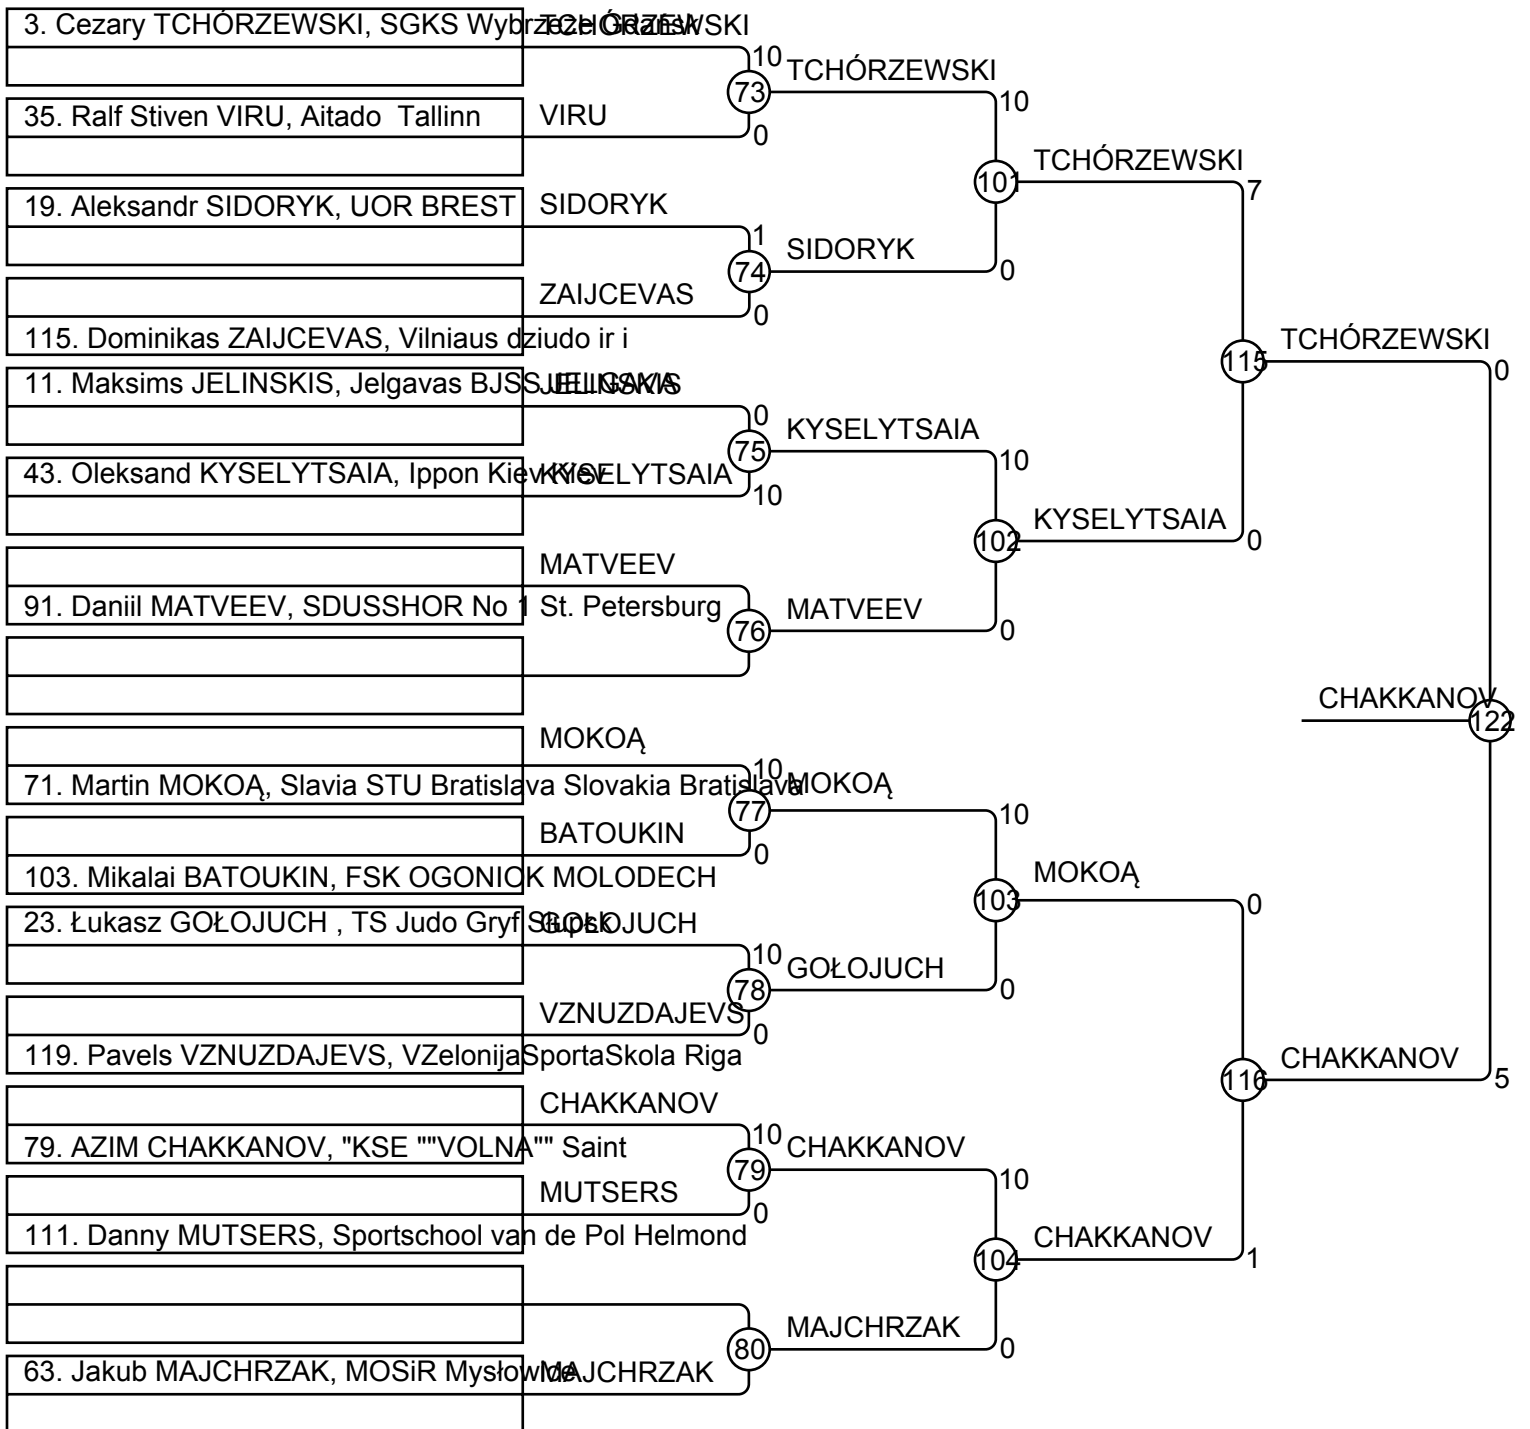 3. Cezary TCHÓRZEWSKI, SGKS Wybrzeże Gdańsk
TCHÓRZEWSKI
10
73
TCHÓRZEWSKI
10
35. Ralf Stiven VIRU, Aitado  Tallinn
VIRU
0
101
TCHÓRZEWSKI
7
19. Aleksandr SIDORYK, UOR BREST
SIDORYK
1
74
SIDORYK
0
ZAIJCEVAS
0
115. Dominikas ZAIJCEVAS, Vilniaus dziudo ir i
115
TCHÓRZEWSKI
0
11. Maksims JELINSKIS, Jelgavas BJSS JELGAVA
JELINSKIS
0
75
KYSELYTSAIA
10
43. Oleksand KYSELYTSAIA, Ippon Kiev Kiev
KYSELYTSAIA
10
102
KYSELYTSAIA
0
MATVEEV
91. Daniil MATVEEV, SDUSSHOR No 1 St. Petersburg
76
MATVEEV
0
CHAKKANOV
122
MOKOĄ
10
71. Martin MOKOĄ, Slavia STU Bratislava Slovakia Bratislava
77
MOKOĄ
10
BATOUKIN
0
103. Mikalai BATOUKIN, FSK OGONIOK MOLODECH
103
MOKOĄ
0
23. Łukasz GOŁOJUCH , TS Judo Gryf Słupsk
GOŁOJUCH
10
78
GOŁOJUCH
0
VZNUZDAJEVS
0
119. Pavels VZNUZDAJEVS, VZelonijaSportaSkola Riga
116
CHAKKANOV
5
CHAKKANOV
10
79. AZIM CHAKKANOV, "KSE ""VOLNA"" Saint
79
CHAKKANOV
10
MUTSERS
0
111. Danny MUTSERS, Sportschool van de Pol Helmond
104
CHAKKANOV
1
80
MAJCHRZAK
0
63. Jakub MAJCHRZAK, MOSiR Mysłowice
MAJCHRZAK